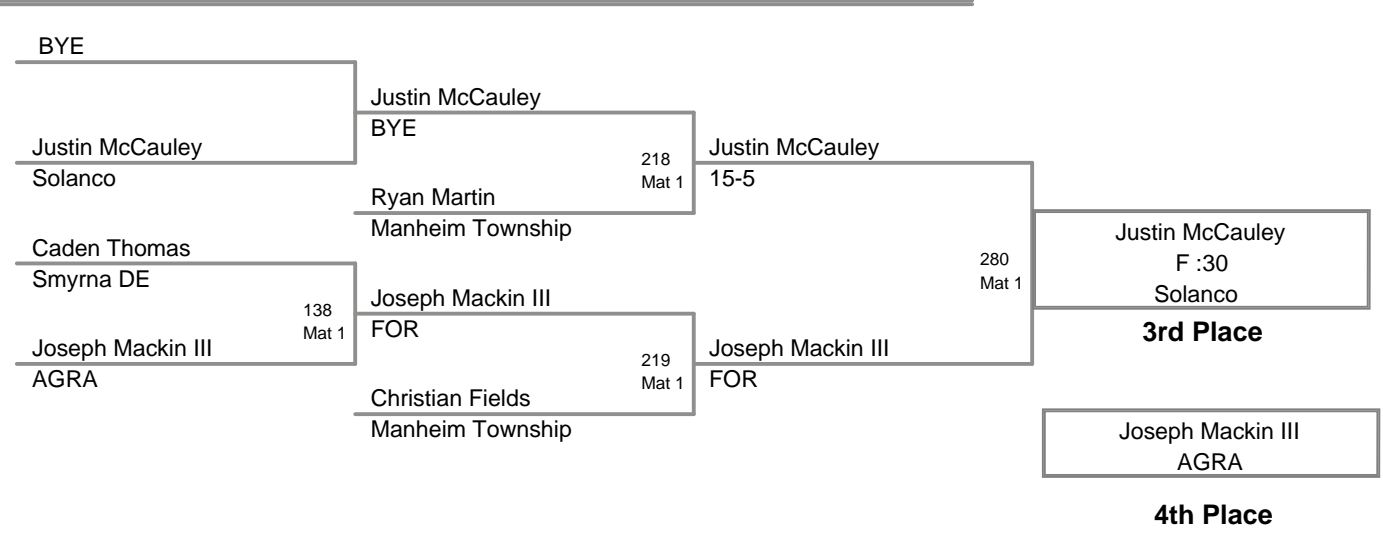 BYE
Justin McCauley
BYE
Justin McCauley
Solanco
218
Mat 1
Justin McCauley
15-5
Ryan Martin
Manheim Township
Caden Thomas
Smyrna DE
138
Mat 1
Joseph Mackin III
FOR
Joseph Mackin III
AGRA
219
Mat 1
Joseph Mackin III
FOR
Christian Fields
Manheim Township
280
Mat 1
Justin McCauley
F :30
Solanco
3rd Place
Joseph Mackin III
AGRA
4th Place